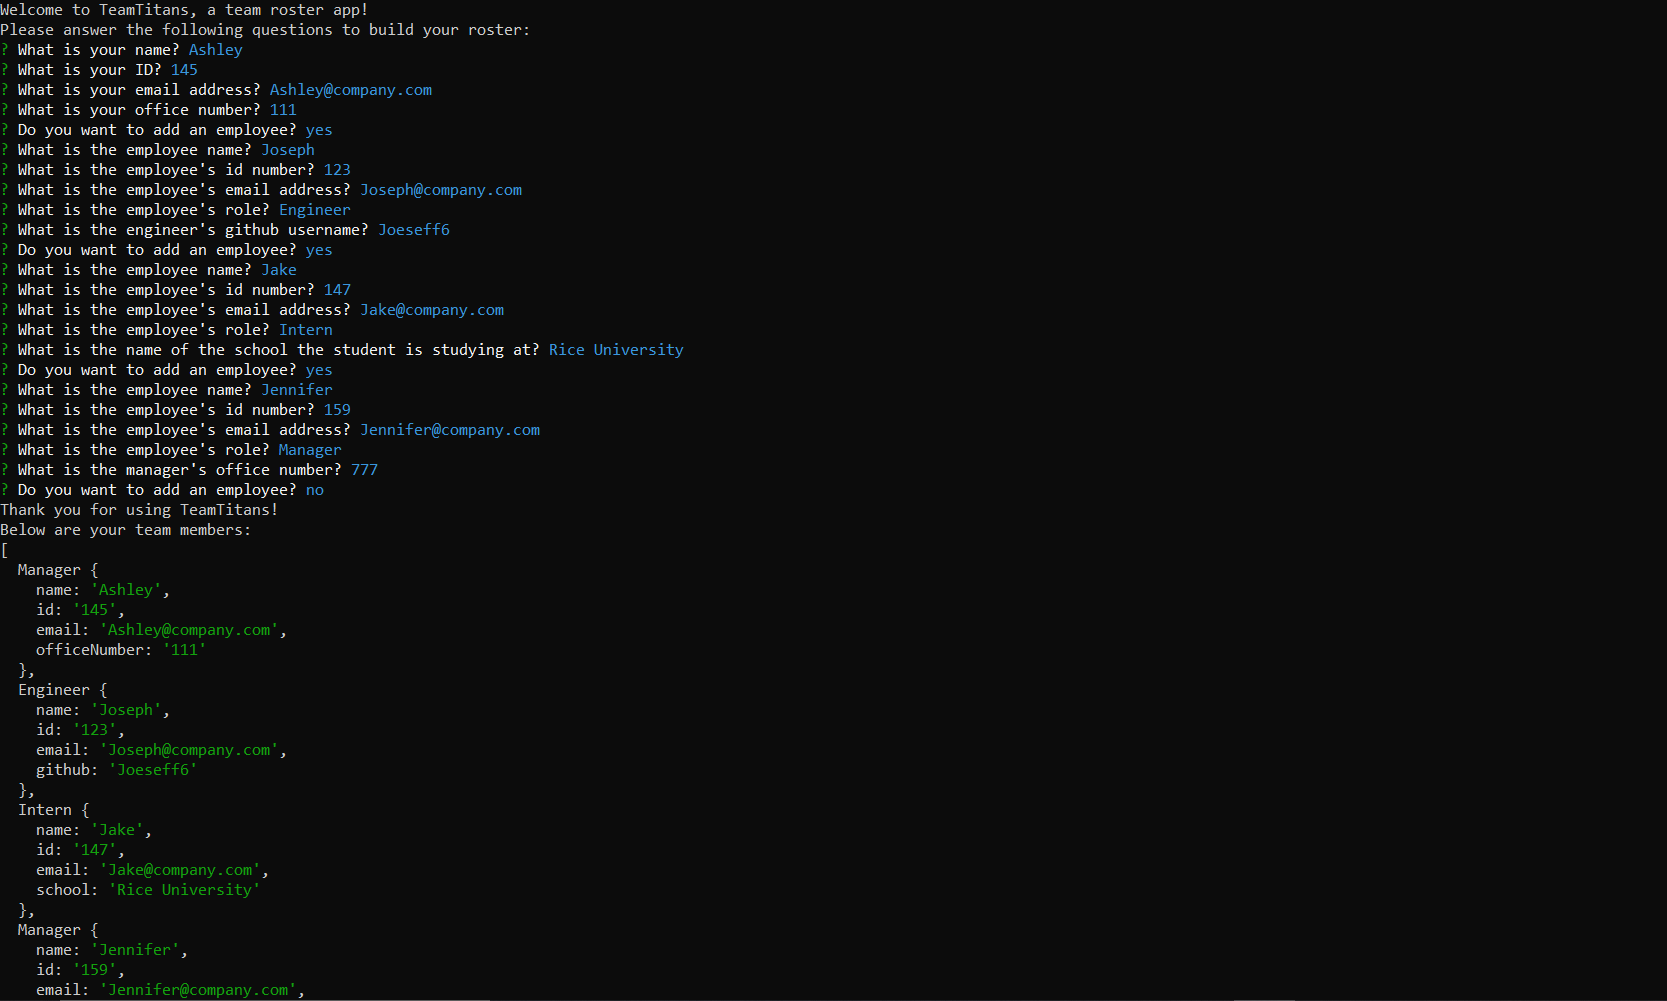 Welcome to TeamTitans, a team roster app!
Please answer the following questions to build your roster:
? What is your name? Ashley
? What is your ID? 145
? What is your email address? Ashley@company.com
? What is your office number? 111
? Do you want to add an employee? yes
? What is the employee name? Joseph
? What is the employee's id number? 123
? What is the employee's email address? Joseph@company.com
? What is the employee's role? Engineer
? What is the engineer's github username? Joeseff6
? Do you want to add an employee? yes
? What is the employee name? Jake
? What is the employee's id number? 147
? What is the employee's email address? Jake@company.com
? What is the employee's role? Intern
? What is the name of the school the student is studying at? Rice University
? Do you want to add an employee? yes
? What is the employee name? Jennifer
? What is the employee's id number? 159
? What is the employee's email address? Jennifer@company.com
? What is the employee's role? Manager
? What is the manager's office number? 777
? Do you want to add an employee? no
Thank you for using TeamTitans!
Below are your team members:
[
  Manager {
    name: 'Ashley',
    id: '145',
    email: 'Ashley@company.com',
    officeNumber: '111'
  },
  Engineer {
    name: 'Joseph',
    id: '123',
    email: 'Joseph@company.com',
    github: 'Joeseff6'
  },
  Intern {
    name: 'Jake',
    id: '147',
    email: 'Jake@company.com',
    school: 'Rice University'
  },
  Manager {
    name: 'Jennifer',
    id: '159',
    email: 'Jennifer@company.com',